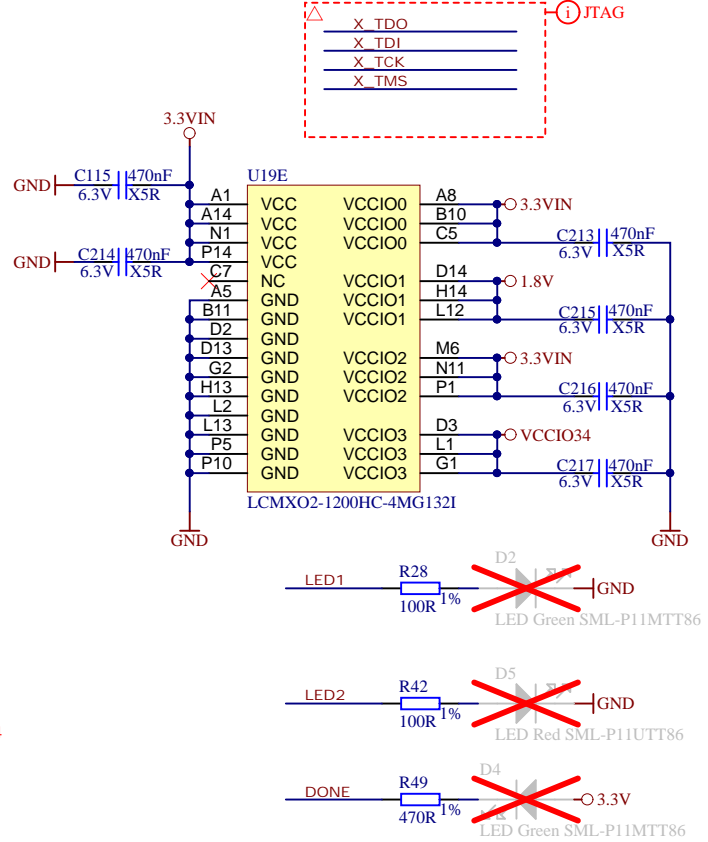 JTAG
X_TDO
X_TDI
X_TCK
X_TMS
3.3VIN
GND C115 470nF
6.3V X5R
GND C214 470nF
6.3V X5R
U19E
A1 VCC VCCIO0 A8 3.3VIN
A14 VCC VCCIO0 B10
N1 VCC VCCIO0 C5 C213 470nF
P14 VCC 6.3V X5R
C7 NC VCCIO1 D14 1.8V
A5 GND VCCIO1 H14
B11 GND VCCIO1 L12 C215 470nF
D2 GND 6.3V X5R
D13 GND VCCIO2 M6 3.3VIN
G2 GND VCCIO2 N11
H13 GND VCCIO2 P1 C216 470nF
L2 GND 6.3V X5R
L13 GND VCCIO3 D3 VCCIO34
P5 GND VCCIO3 L1
P10 GND VCCIO3 G1 C217 470nF
6.3V X5R
LCMXO2-1200HC-4MG132I
GND GND
D2
LED1 R28 GND
100R 1%
LED Green SML-P11MTT86
D5
LED2 R42 GND
100R 1%
LED Red SML-P11UTT86
D4
DONE R49 3.3V
470R 1%
LED Green SML-P11MTT86